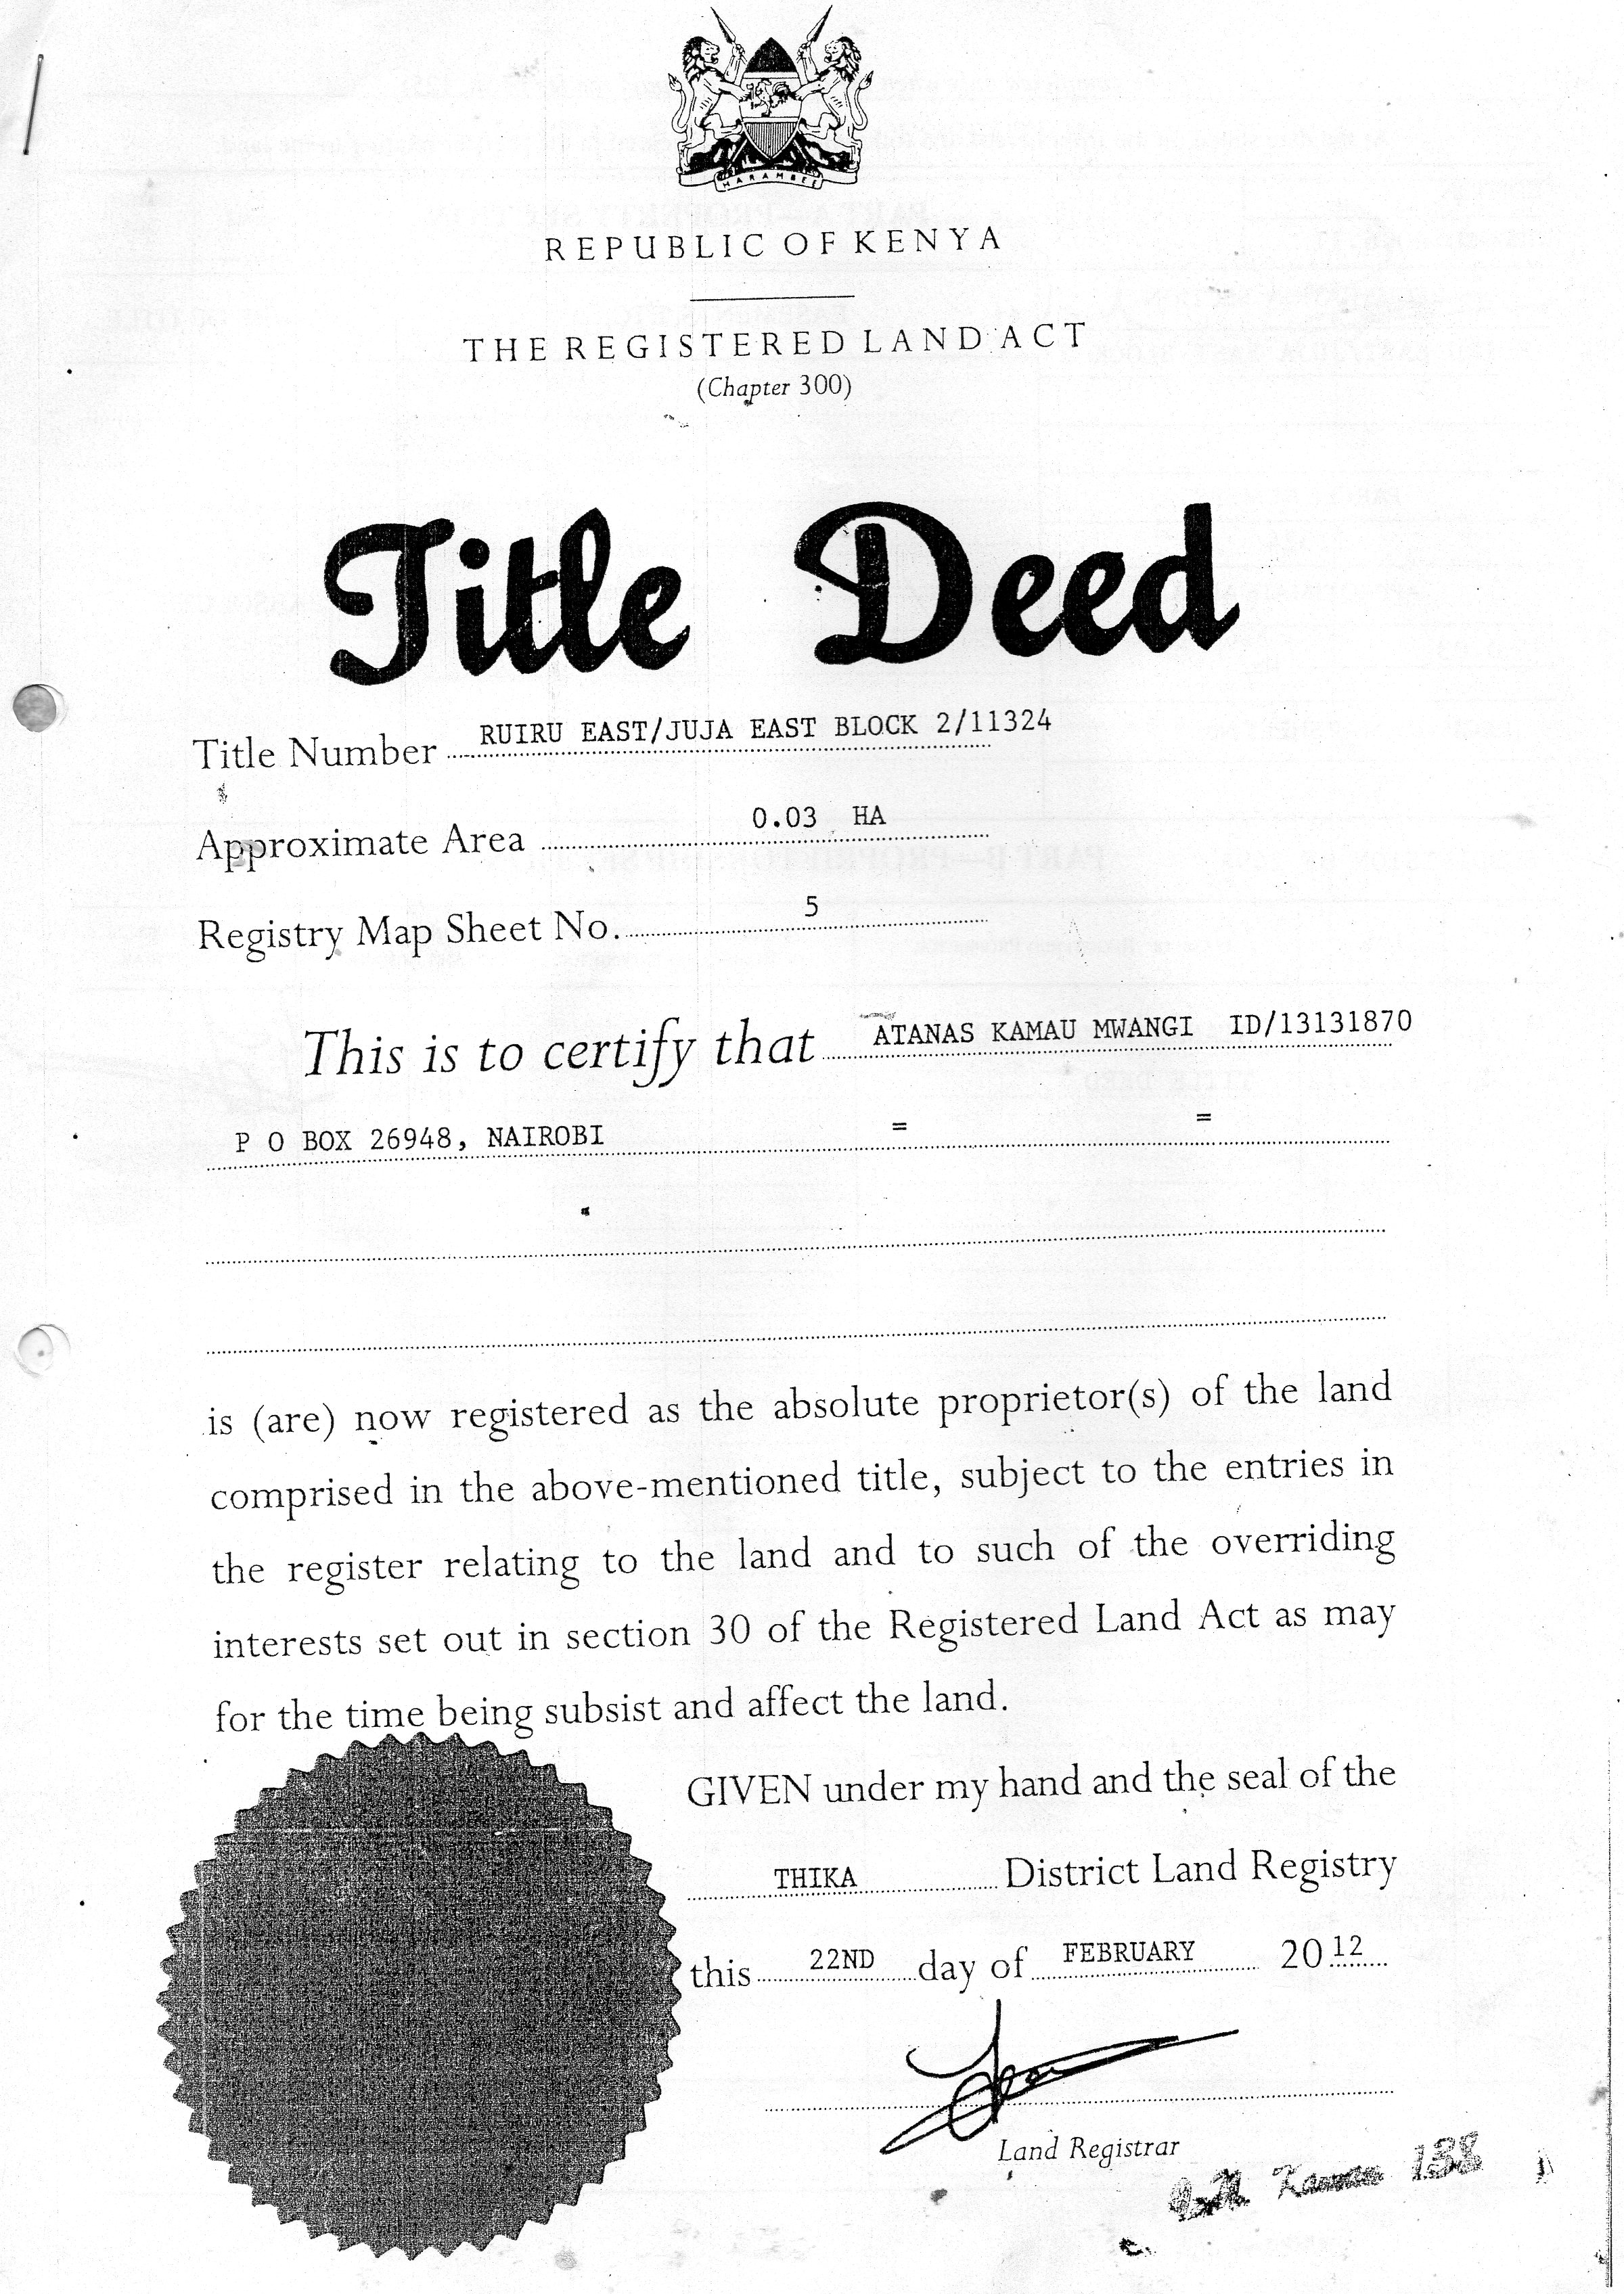 HARAMBEE
REPUBLIC OF KENYA
THE REGISTERED LAND ACT
(Chapter 300)
Title Deed
Title Number RUIRU EAST/JUJA EAST BLOCK 2/11324
Approximate Area 0.03 HA
Registry Map Sheet No. 5
This is to certify that ATANAS KAMAU MWANGI ID/13131870
P O BOX 26948, NAIROBI = =
is (are) now registered as the absolute proprietor(s) of the land
comprised in the above-mentioned title, subject to the entries in
the register relating to the land and to such of the overriding
interests set out in section 30 of the Registered Land Act as may
for the time being subsist and affect the land.
GIVEN under my hand and the seal of the
THIKA District Land Registry
this 22ND day of FEBRUARY 2012
Land Registrar
138